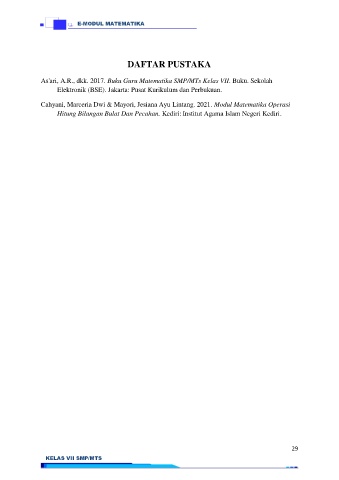 E-MODUL MATEMATIKA
DAFTAR PUSTAKA
As'ari, A.R., dkk. 2017. Buku Guru Matematika SMP/MTs Kelas VII. Buku. Sekolah
Elektronik (BSE). Jakarta: Pusat Kurikulum dan Perbukuan.
Cahyani, Marceria Dwi & Mayori, Jesiana Ayu Lintang. 2021. Modul Matematika Operasi
Hitung Bilangan Bulat Dan Pecahan. Kediri: Institut Agama Islam Negeri Kediri.
29
KELAS VII SMP/MTS